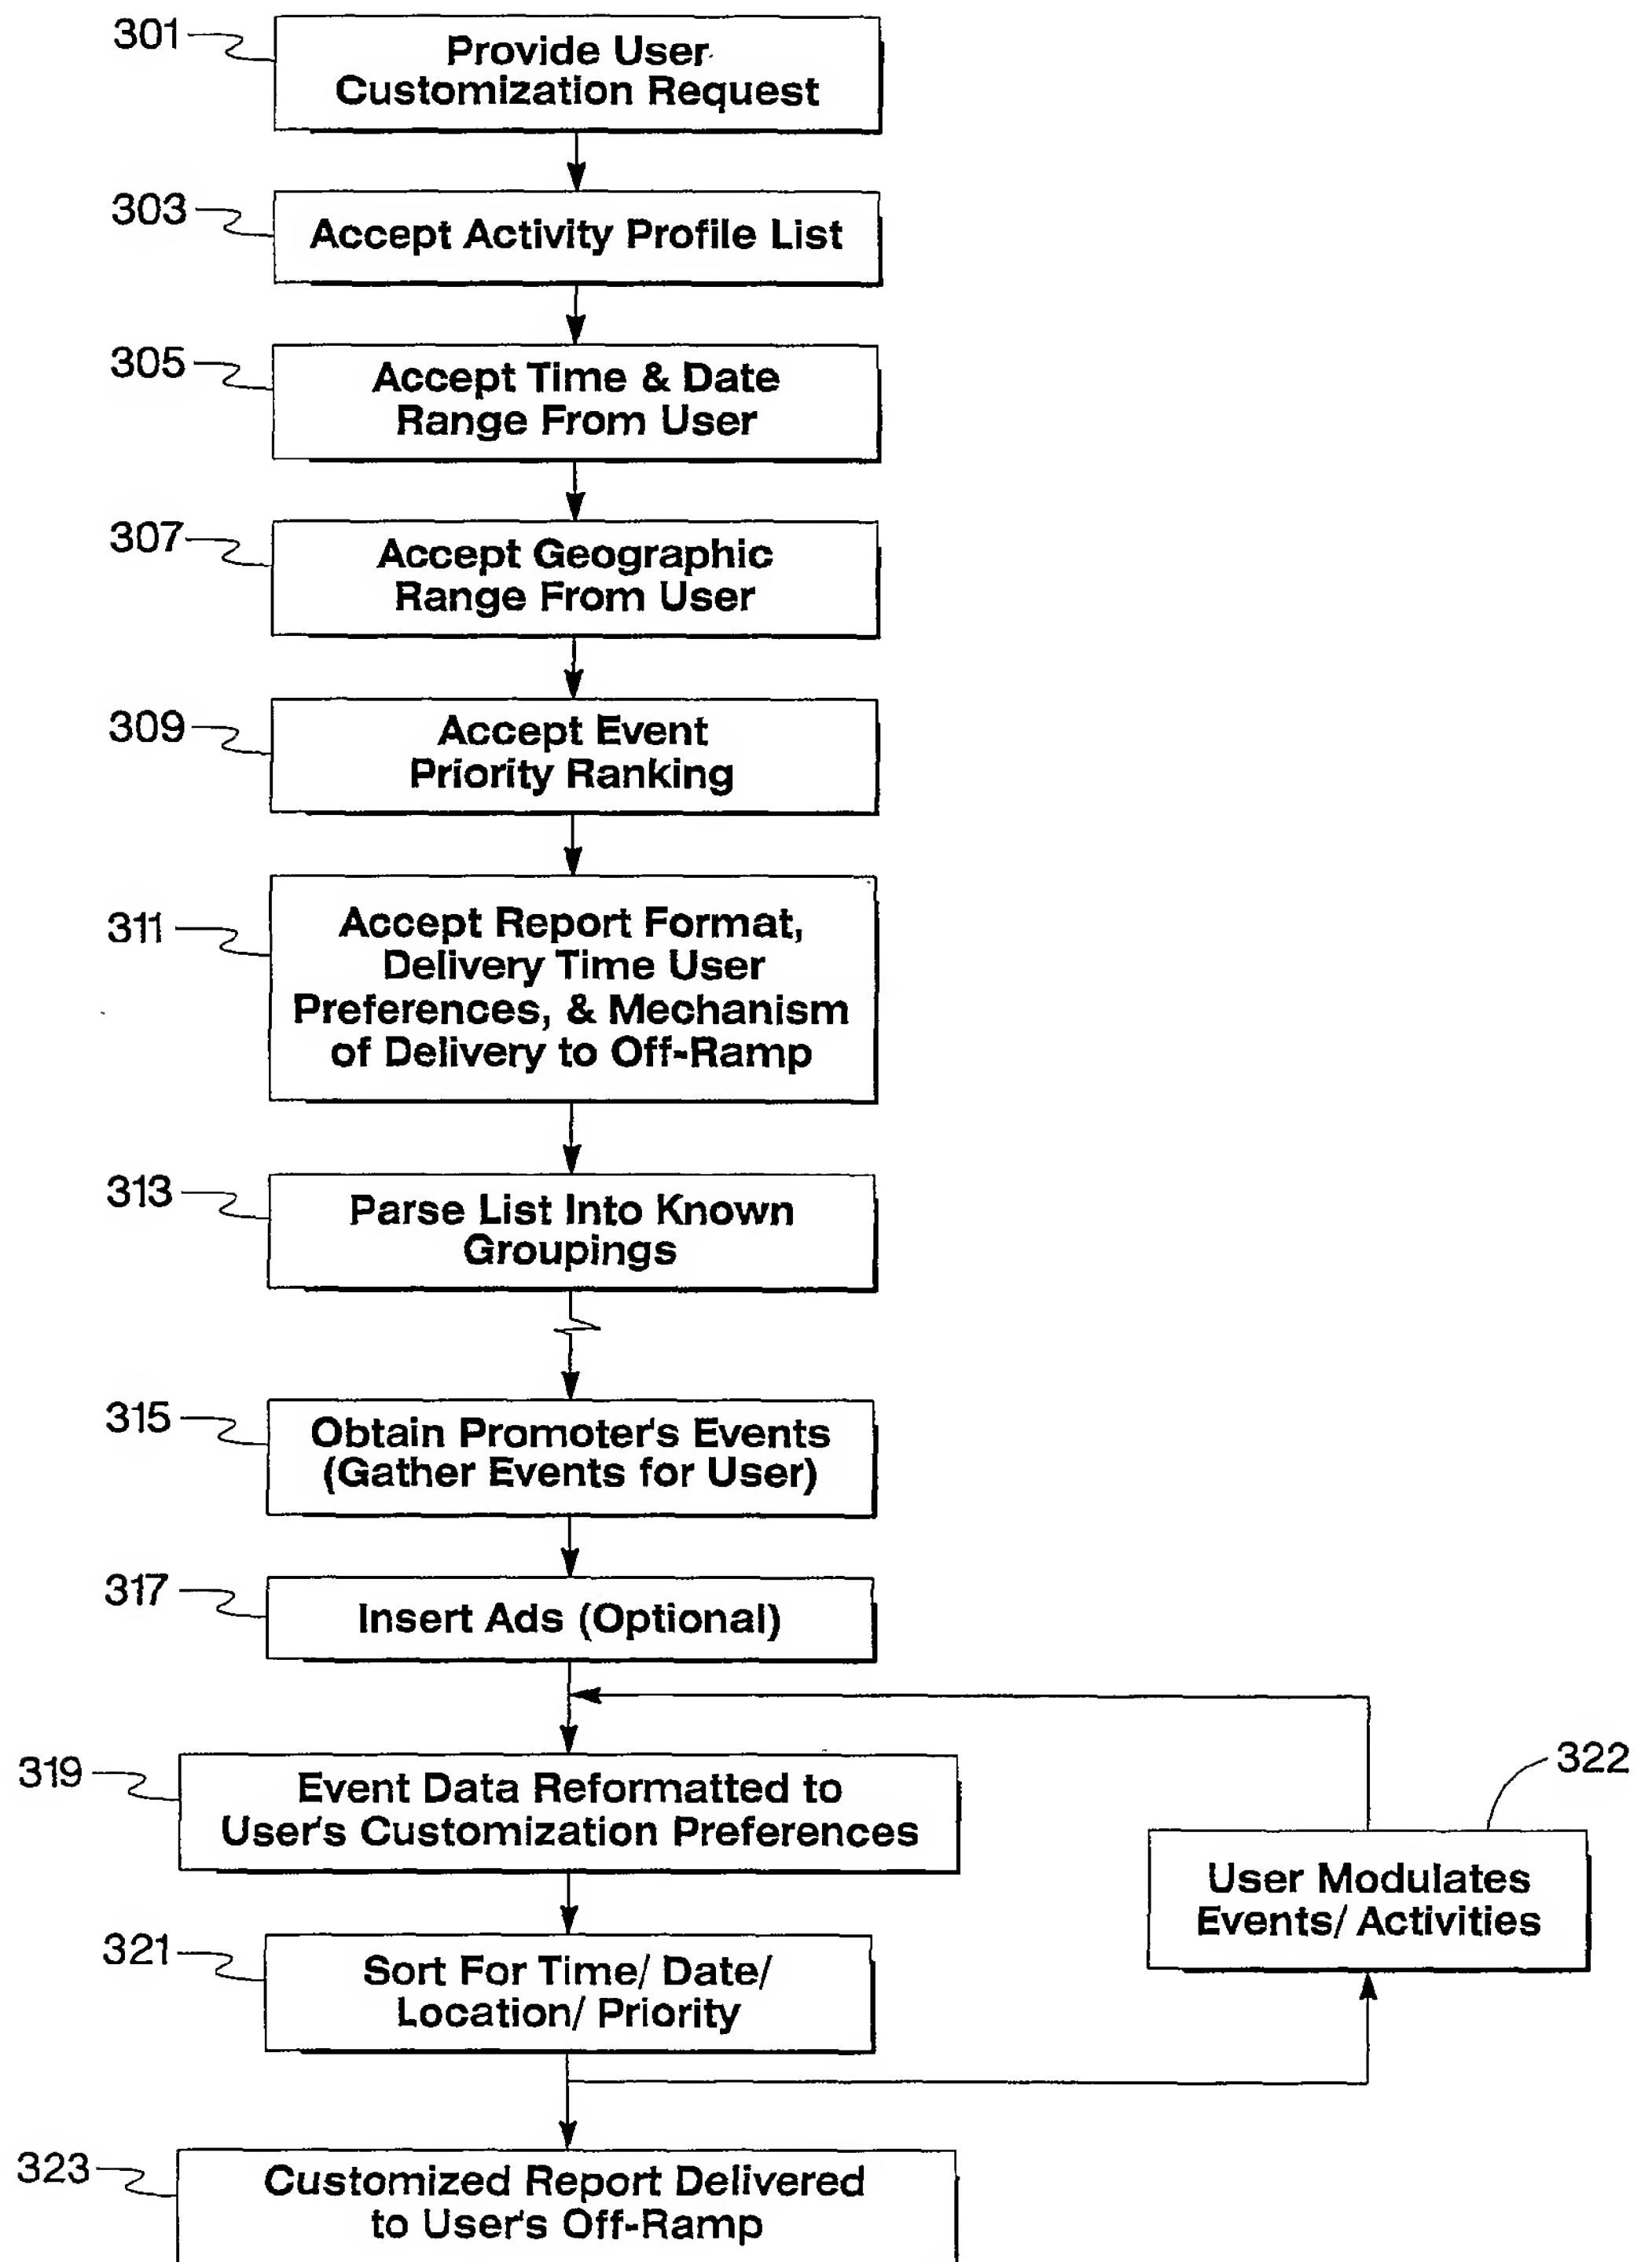 301
Provide User
Customization Request
303
Accept Activity Profile List
305
Accept Time & Date
Range From User
307
Accept Geographic
Range From User
309
Accept Event
Priority Ranking
311
Accept Report Format,
Delivery Time User
Preferences, & Mechanism
of Delivery to Off-Ramp
313
Parse List Into Known
Groupings
315
Obtain Promoter's Events
(Gather Events for User)
317
Insert Ads (Optional)
319
Event Data Reformatted to
User's Customization Preferences
322
User Modulates
Events/ Activities
321
Sort For Time/ Date/
Location/ Priority
323
Customized Report Delivered
to User's Off-Ramp